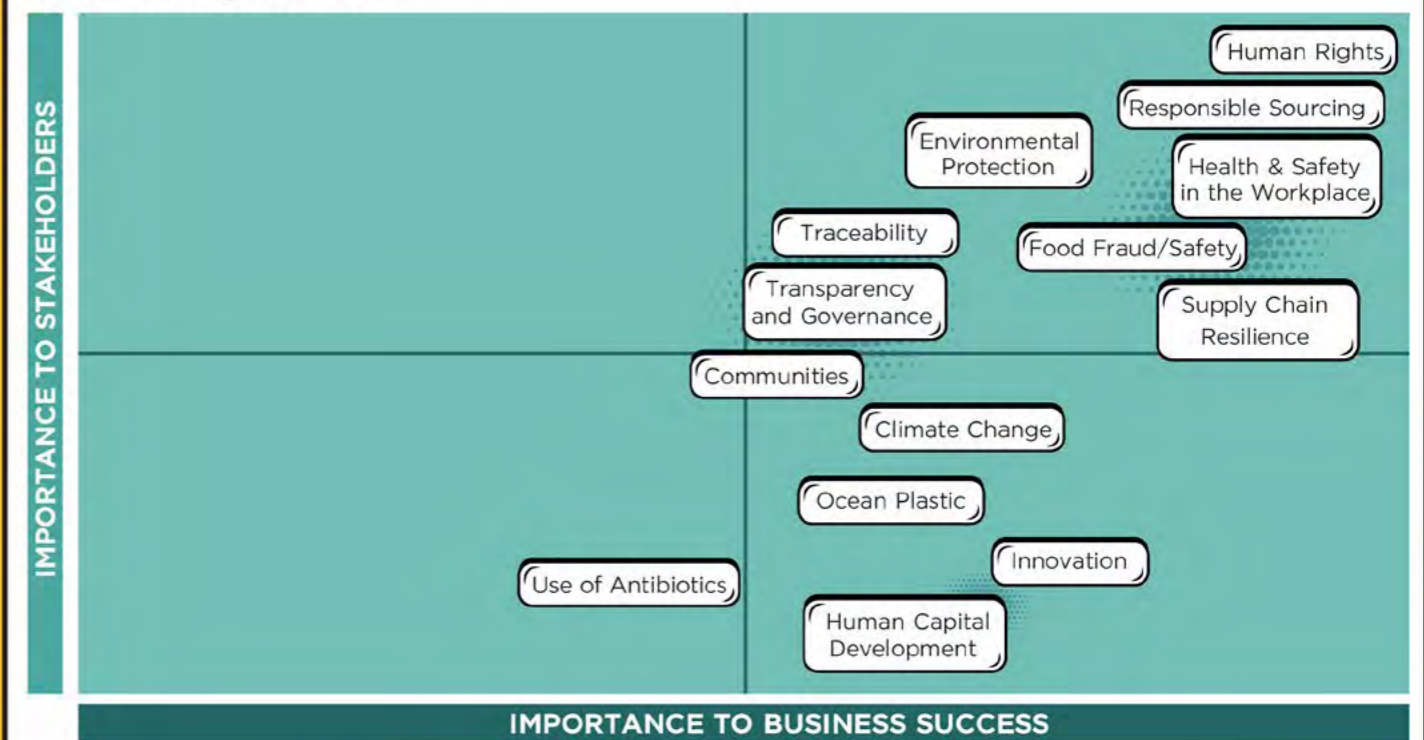 IMPORTANCE TO STAKEHOLDERS
Human Rights
Responsible Sourcing
Environmental
Protection
Health & Safety
in the Workplace
Traceability
Food Fraud/Safety
Transparency
and Governance
Supply Chain
Resilience
Communities
Climate Change
Ocean Plastic
Innovation
Use of Antibiotics
Human Capital
Development
IMPORTANCE TO BUSINESS SUCCESS